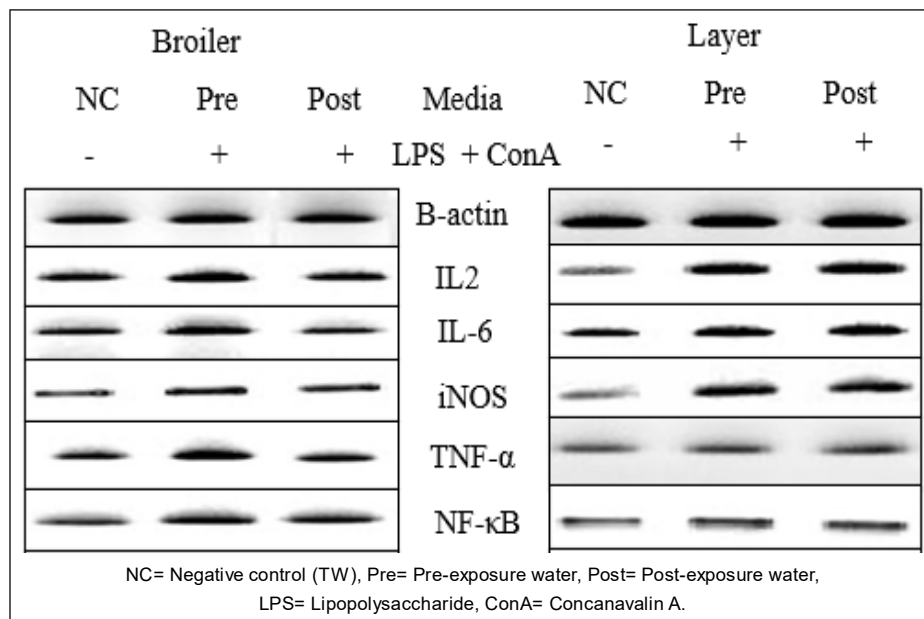 Broiler Layer
NC Pre Post Media NC Pre Post
- + + LPS + ConA - + +
B-actin
IL2
IL-6
iNOS
TNF-α
NF-κB
NC= Negative control (TW), Pre= Pre-exposure water, Post= Post-exposure water,
LPS= Lipopolysaccharide, ConA= Concanavalin A.